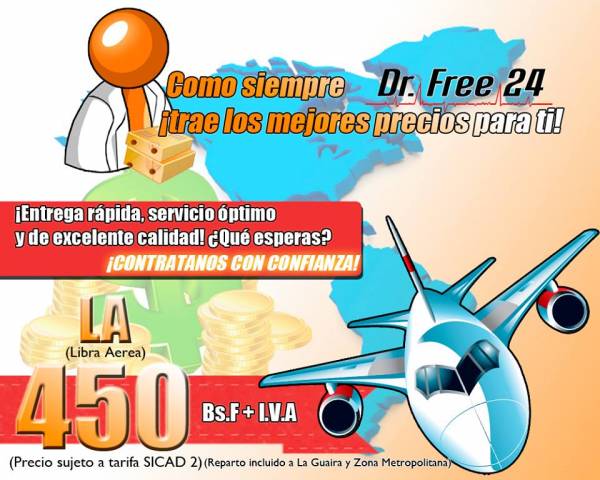 Como siempre Dr. Free 24
¡trae los mejores precios para ti!
¡Entrega rápida, servicio óptimo
y de excelente calidad! ¿Qué esperas?
¡CONTRATANOS CON CONFIANZA!
LA
(Libra Aerea)
450 Bs.F + I.V.A
(Precio sujeto a tarifa SICAD 2) (Reparto incluido a La Guaira y Zona Metropolitana)